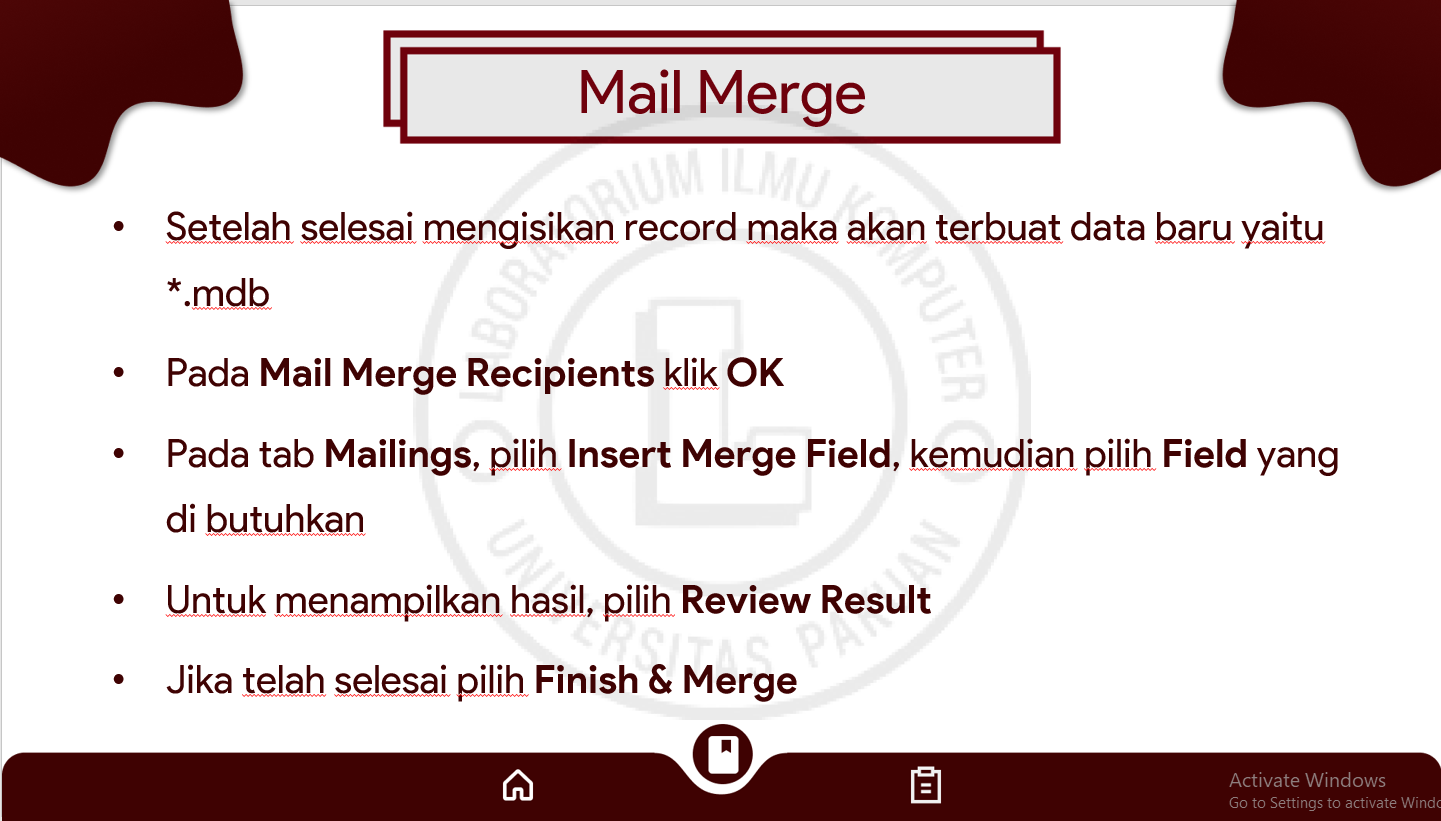 Mail Merge
• Setelah selesai mengisikan record maka akan terbuat data baru yaitu
*.mdb
• Pada Mail Merge Recipients klik OK
• Pada tab Mailings, pilih Insert Merge Field, kemudian pilih Field yang
di butuhkan
• Untuk menampilkan hasil, pilih Review Result
• Jika telah selesai pilih Finish & Merge
LABORATORIUM ILMU KOMPUTER
UNIVERSITAS PAKUAN
Activate Windows
Go to Settings to activate Windo